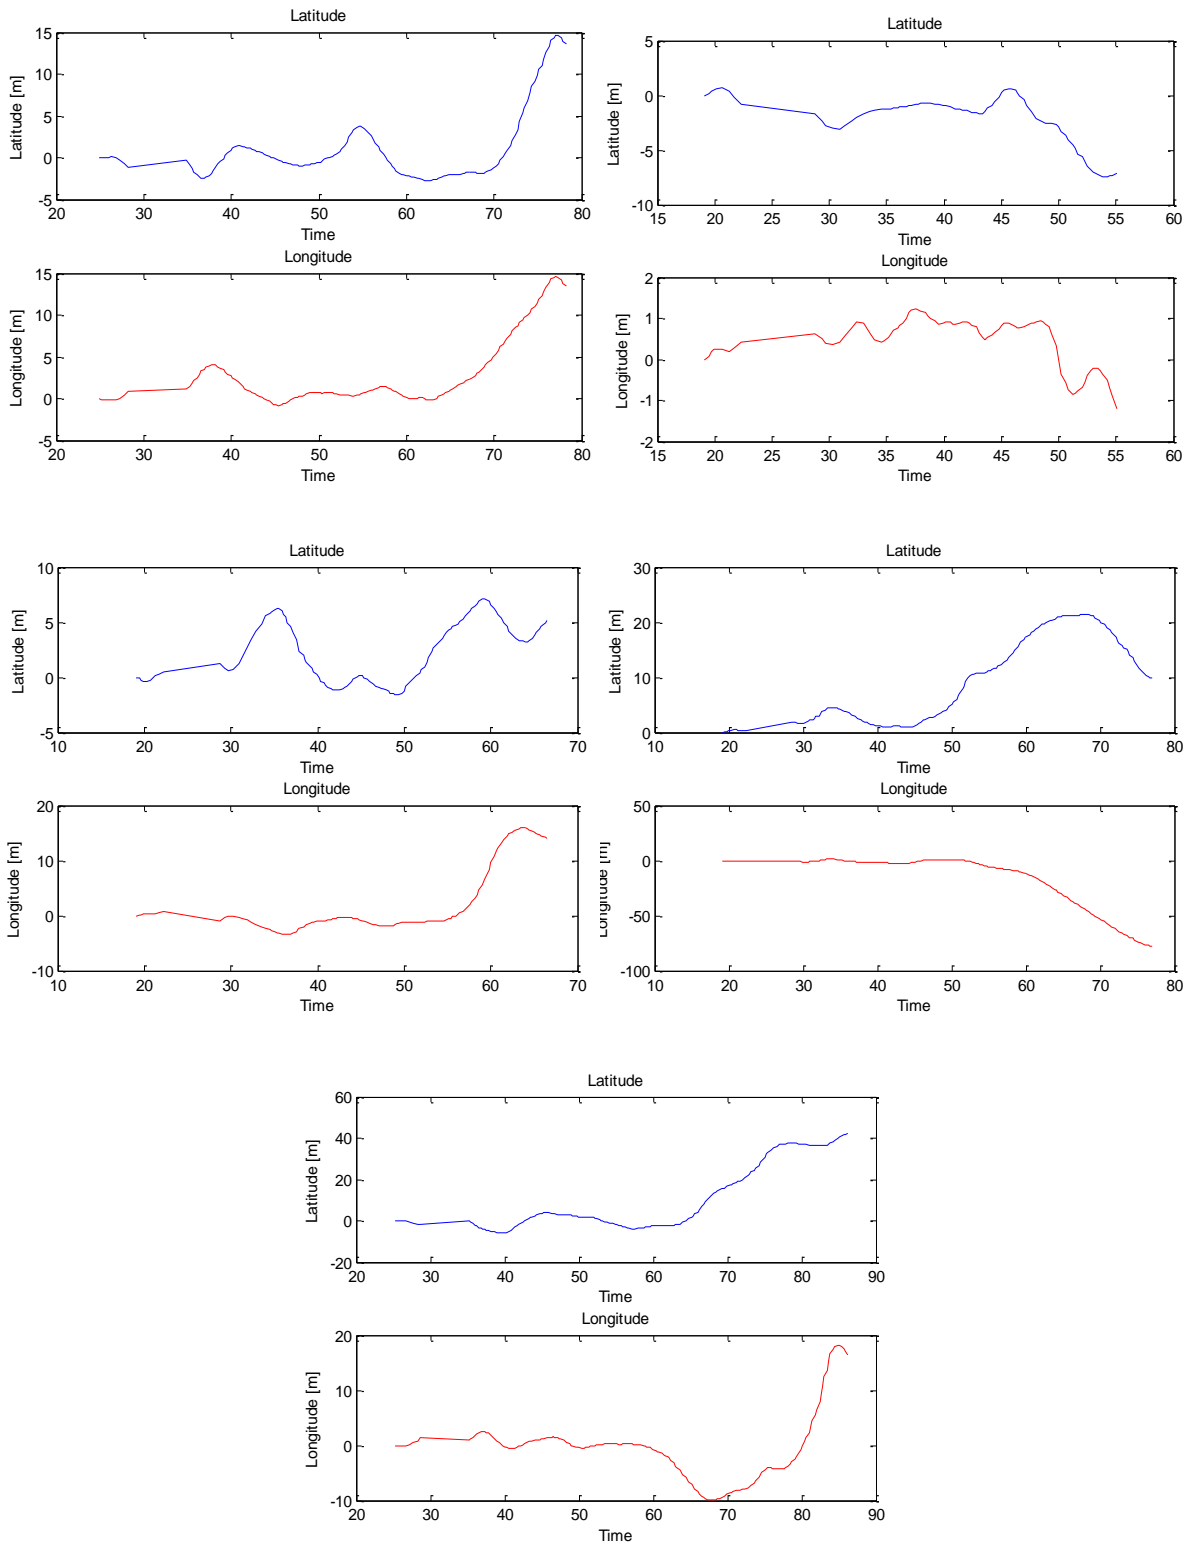 Latitude
15
10
5
0
-5
Latitude [m]
20 30 40 50 60 70 80
Time
Longitude
15
10
5
0
-5
Longitude [m]
20 30 40 50 60 70 80
Time
Latitude
5
0
-5
-10
Latitude [m]
15 20 25 30 35 40 45 50 55 60
Time
Longitude
2
1
0
-1
-2
Longitude [m]
15 20 25 30 35 40 45 50 55 60
Time
Latitude
10
5
0
-5
Latitude [m]
10 20 30 40 50 60 70
Time
Longitude
20
10
0
-10
Longitude [m]
10 20 30 40 50 60 70
Time
Latitude
30
20
10
0
Latitude [m]
10 20 30 40 50 60 70 80
Time
Longitude
50
0
-50
-100
Longitude [m]
10 20 30 40 50 60 70 80
Time
Latitude
60
40
20
0
-20
Latitude [m]
20 30 40 50 60 70 80 90
Time
Longitude
20
10
0
-10
Longitude [m]
20 30 40 50 60 70 80 90
Time